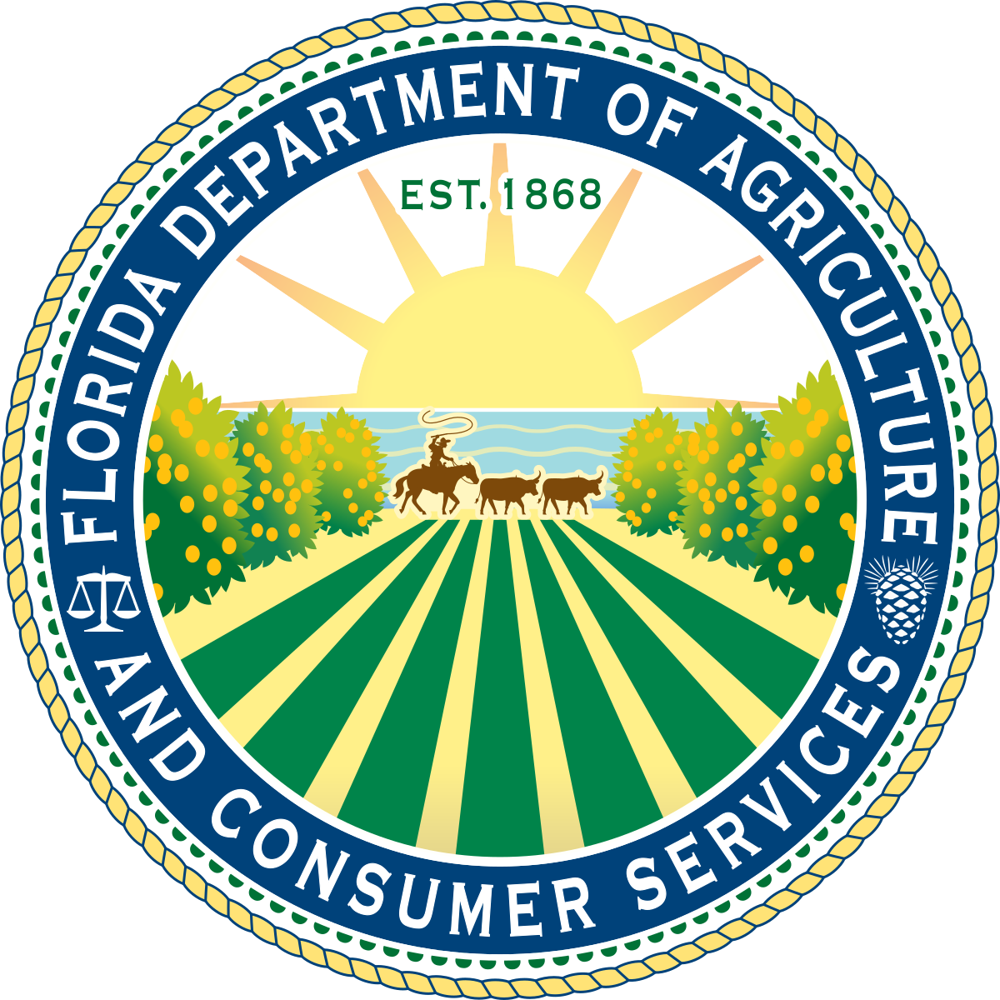 FLORIDA DEPARTMENT OF AGRICULTURE
EST. 1868
AND CONSUMER SERVICES